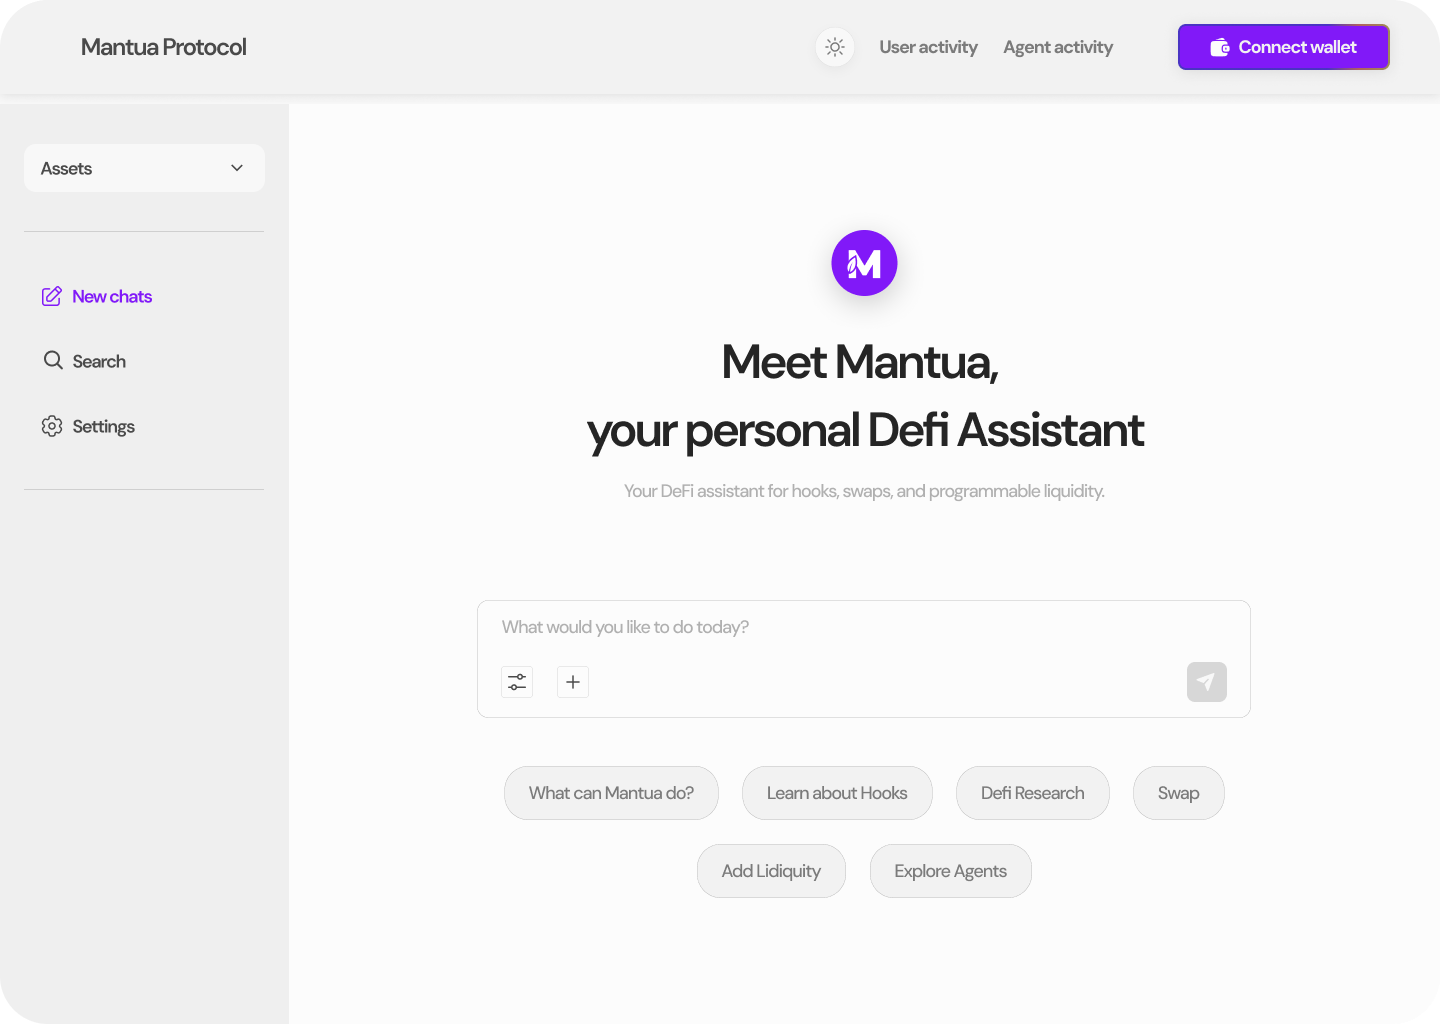 Mantua Protocol
User activity
Agent activity
Connect wallet
Assets
New chats
Search
Settings
M
Meet Mantua,
your personal Defi Assistant
Your DeFi assistant for hooks, swaps, and programmable liquidity.
What would you like to do today?
What can Mantua do?
Learn about Hooks
Defi Research
Swap
Add Lidiquity
Explore Agents